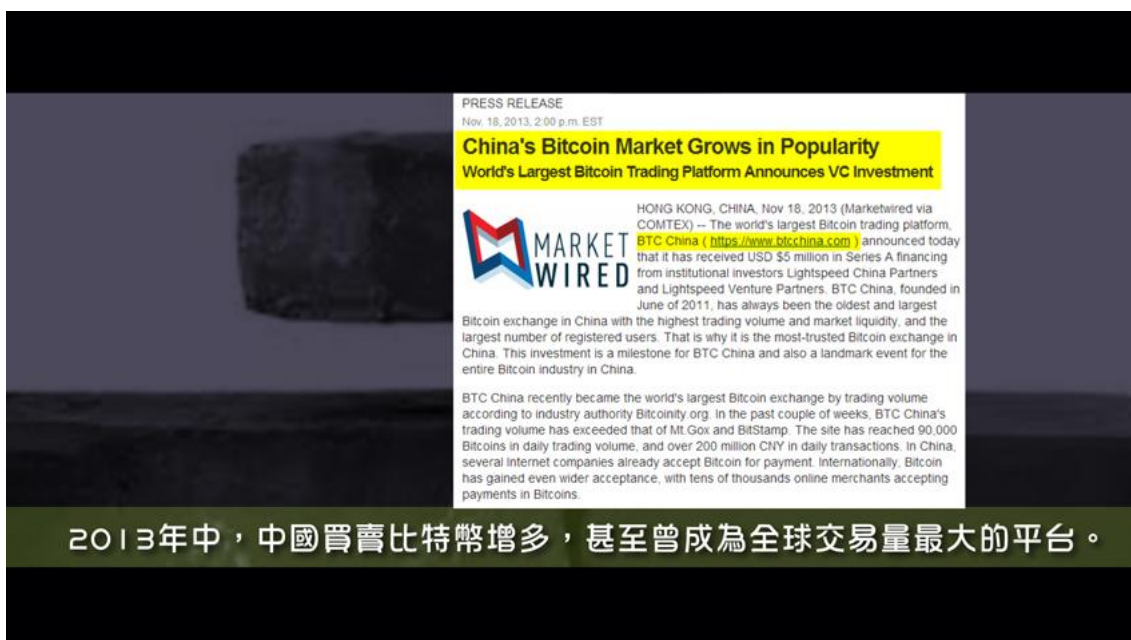 PRESS RELEASE
Nov. 18, 2013, 2:00 p.m. EST
China's Bitcoin Market Grows in Popularity
World's Largest Bitcoin Trading Platform Announces VC Investment
MARKET
WIRED
HONG KONG, CHINA, Nov 18, 2013 (Marketwired via
COMTEX) -- The world's largest Bitcoin trading platform,
BTC China ( https://www.btcchina.com ) announced today
that it has received USD $5 million in Series A financing
from institutional investors Lightspeed China Partners
and Lightspeed Venture Partners. BTC China, founded in
June of 2011, has always been the oldest and largest
Bitcoin exchange in China with the highest trading volume and market liquidity, and the
largest number of registered users. That is why it is the most-trusted Bitcoin exchange in
China. This investment is a milestone for BTC China and also a landmark event for the
entire Bitcoin industry in China.
BTC China recently became the world's largest Bitcoin exchange by trading volume
according to industry authority Bitcoinity.org. In the past couple of weeks, BTC China's
trading volume has exceeded that of Mt.Gox and BitStamp. The site has reached 90,000
Bitcoins in daily trading volume, and over 200 million CNY in daily transactions. In China,
several Internet companies already accept Bitcoin for payment. Internationally, Bitcoin
has gained even wider acceptance, with tens of thousands online merchants accepting
payments in Bitcoins.
2013年中，中國買賣比特幣增多，甚至曾成為全球交易量最大的平台。